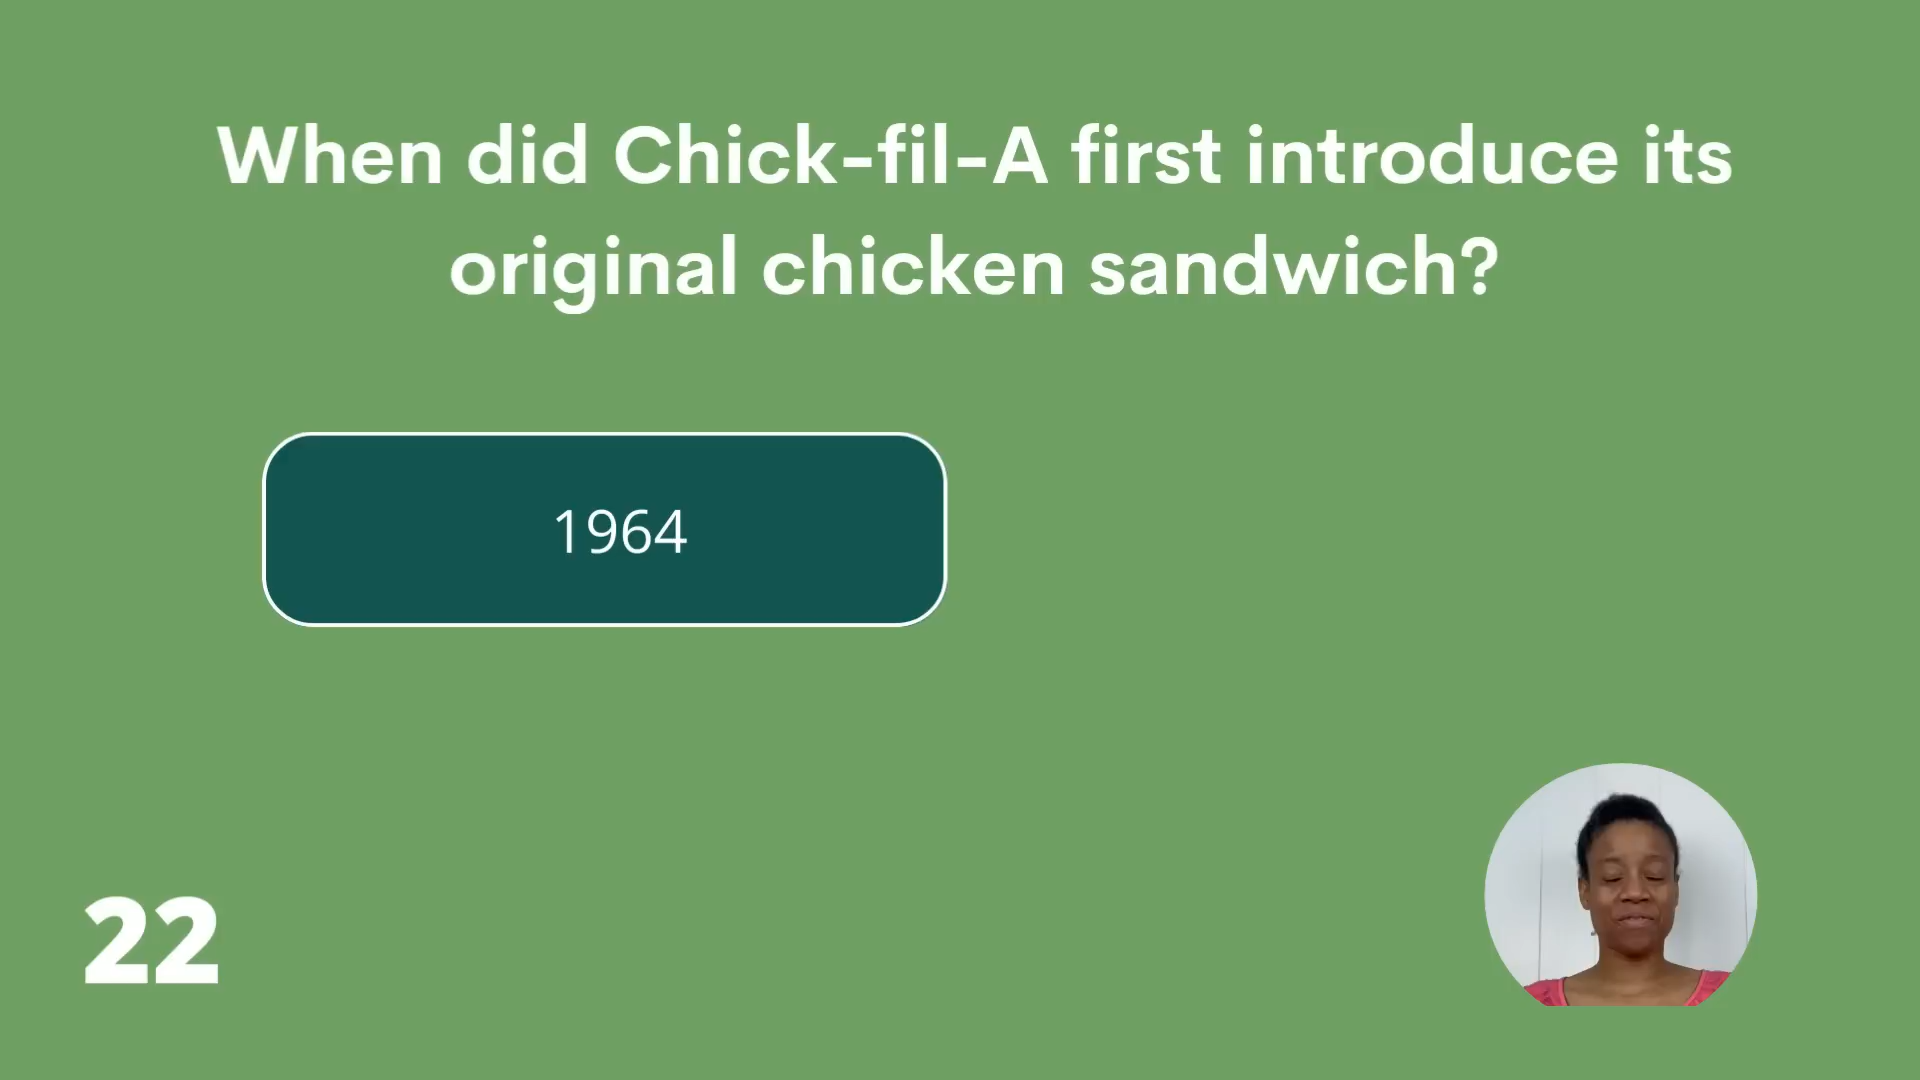 When did Chick-fil-A first introduce its
original chicken sandwich?
1964
22